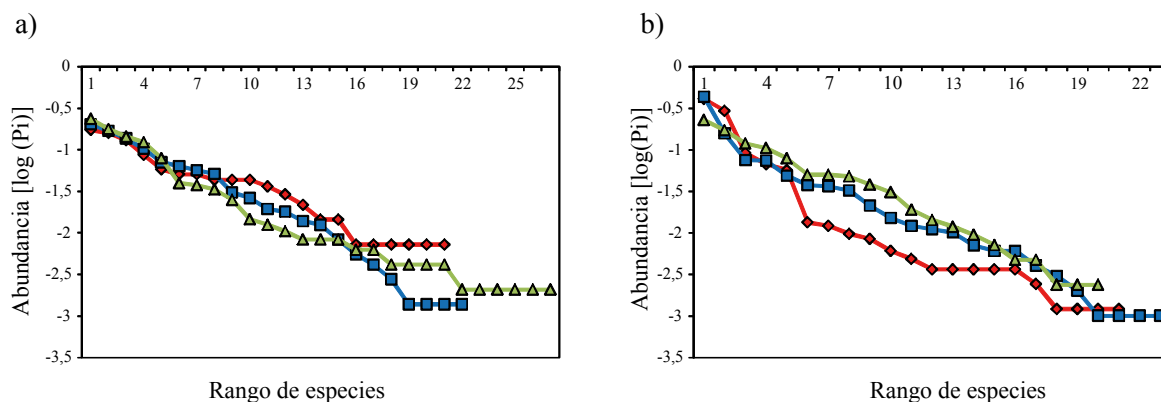 a)
0
1 4 7 10 13 16 19 22 25
-0,5
-1
-1,5
-2
-2,5
-3
-3,5
Abundancia [log (Pi)]
Rango de especies
b)
0
1 4 7 10 13 16 19 22
-0,5
-1
-1,5
-2
-2,5
-3
-3,5
Abundancia [log(Pi)]
Rango de especies